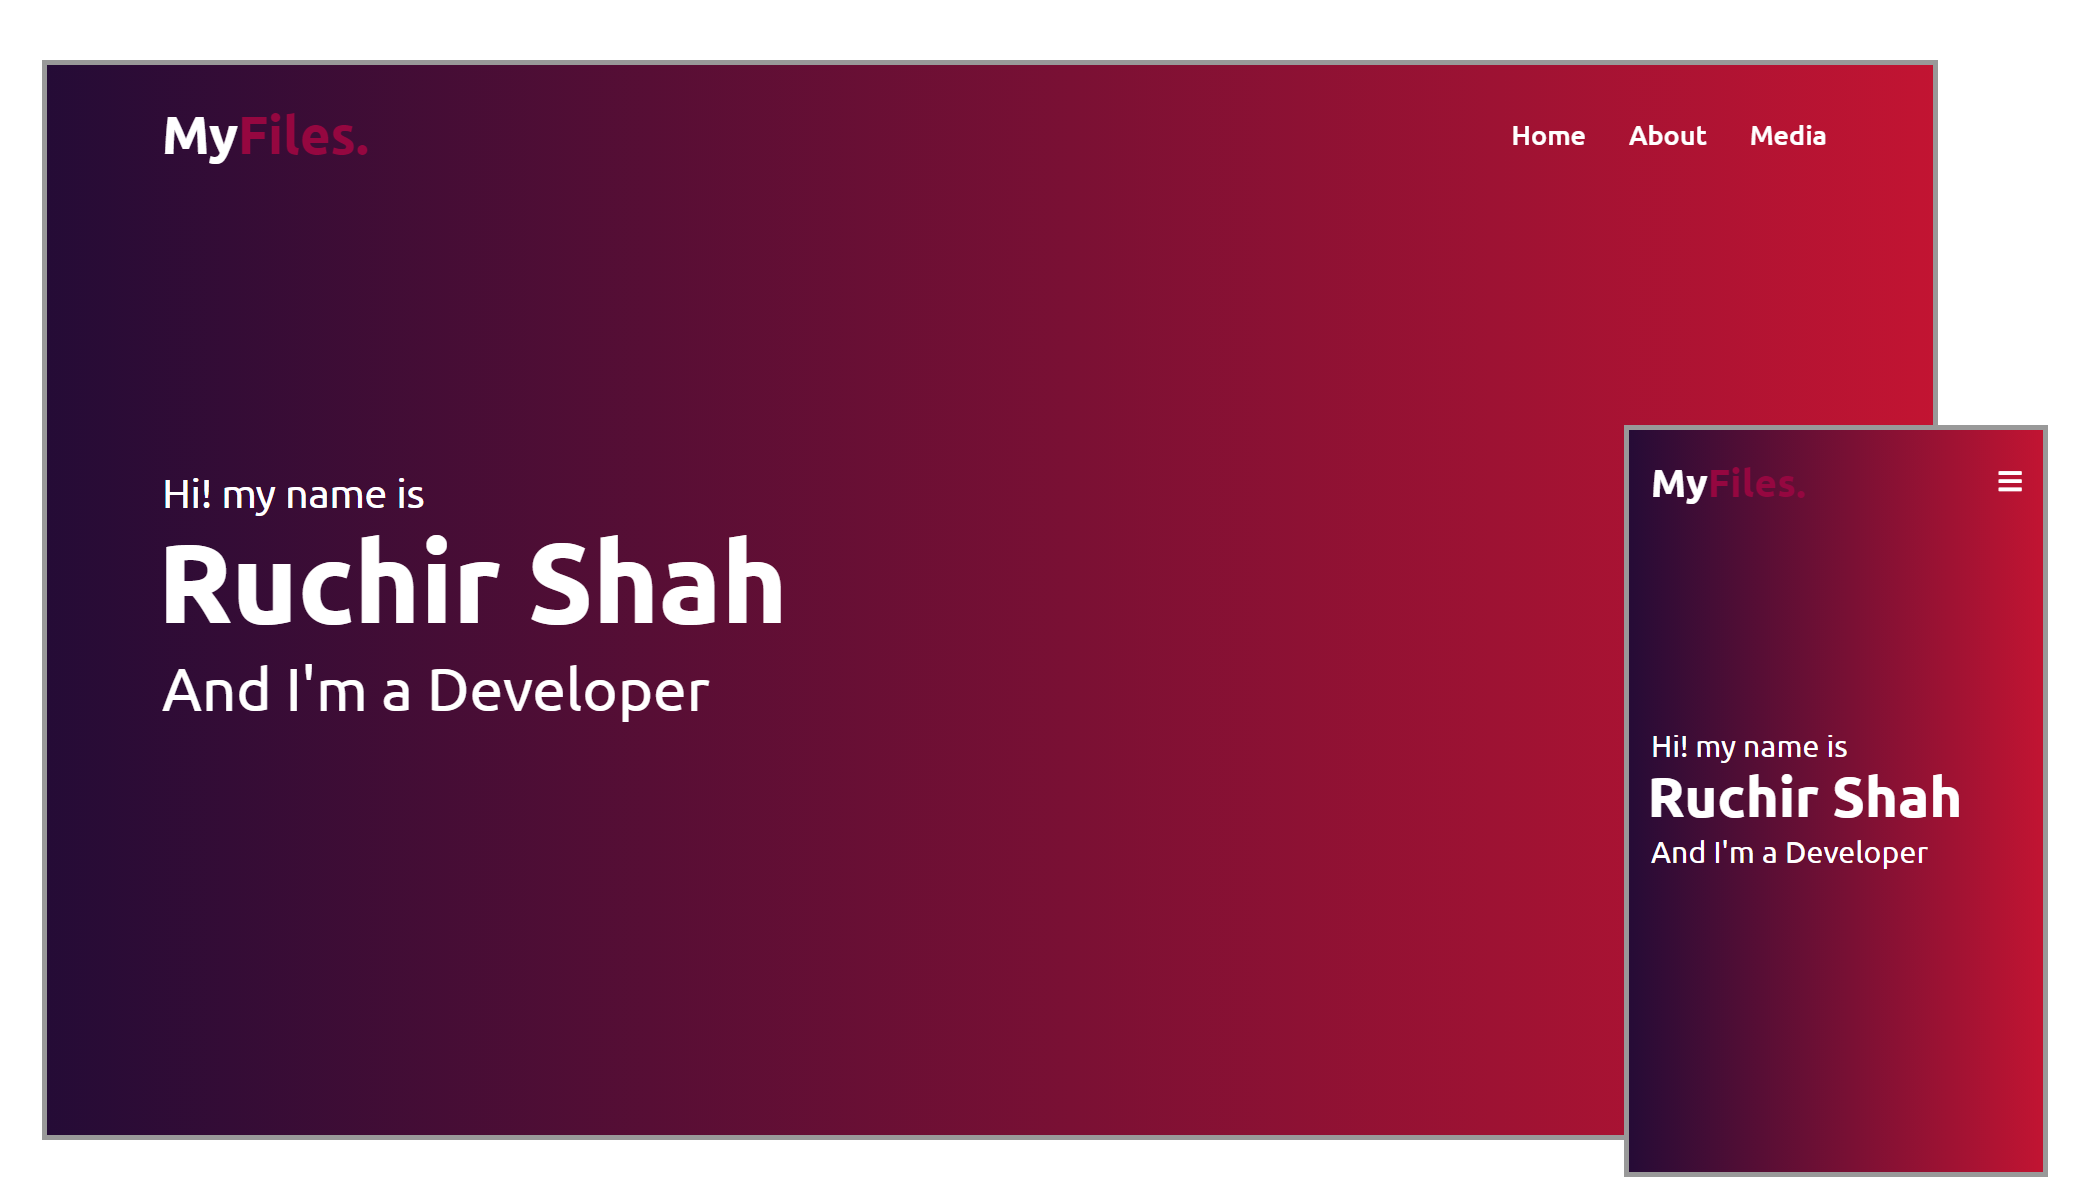 MyFiles.
Home About Media
Hi! my name is
Ruchir Shah
And I'm a Developer
MyFiles.
Hi! my name is
Ruchir Shah
And I'm a Developer